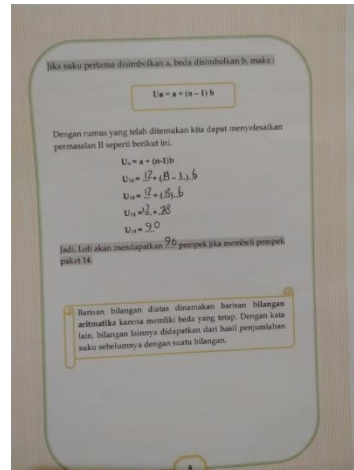 Jika suku pertama disimbolkan a, beda disimbolkan b, maka :
Un = a + (n – 1) b
Dengan rumus yang telah ditemukan kita dapat menyelesaikan
permasalan II seperti berikut ini.
Un = a + (n-1)b
U14 = 12 + ( - 1) 6
U14 = 12 + (13) 6
U14 = 12 + 78
U14 = 90
Jadi, Loli akan mendapatkan 90 pempek jika membeli pempek
paket 14.
Barisan bilangan diatas dinamakan barisan bilangan
aritmatika karena memliki beda yang tetap. Dengan kata
lain, bilangan lainnya didapatkan dari hasil penjumlahan
suku sebelumnya dengan suatu bilangan.
8